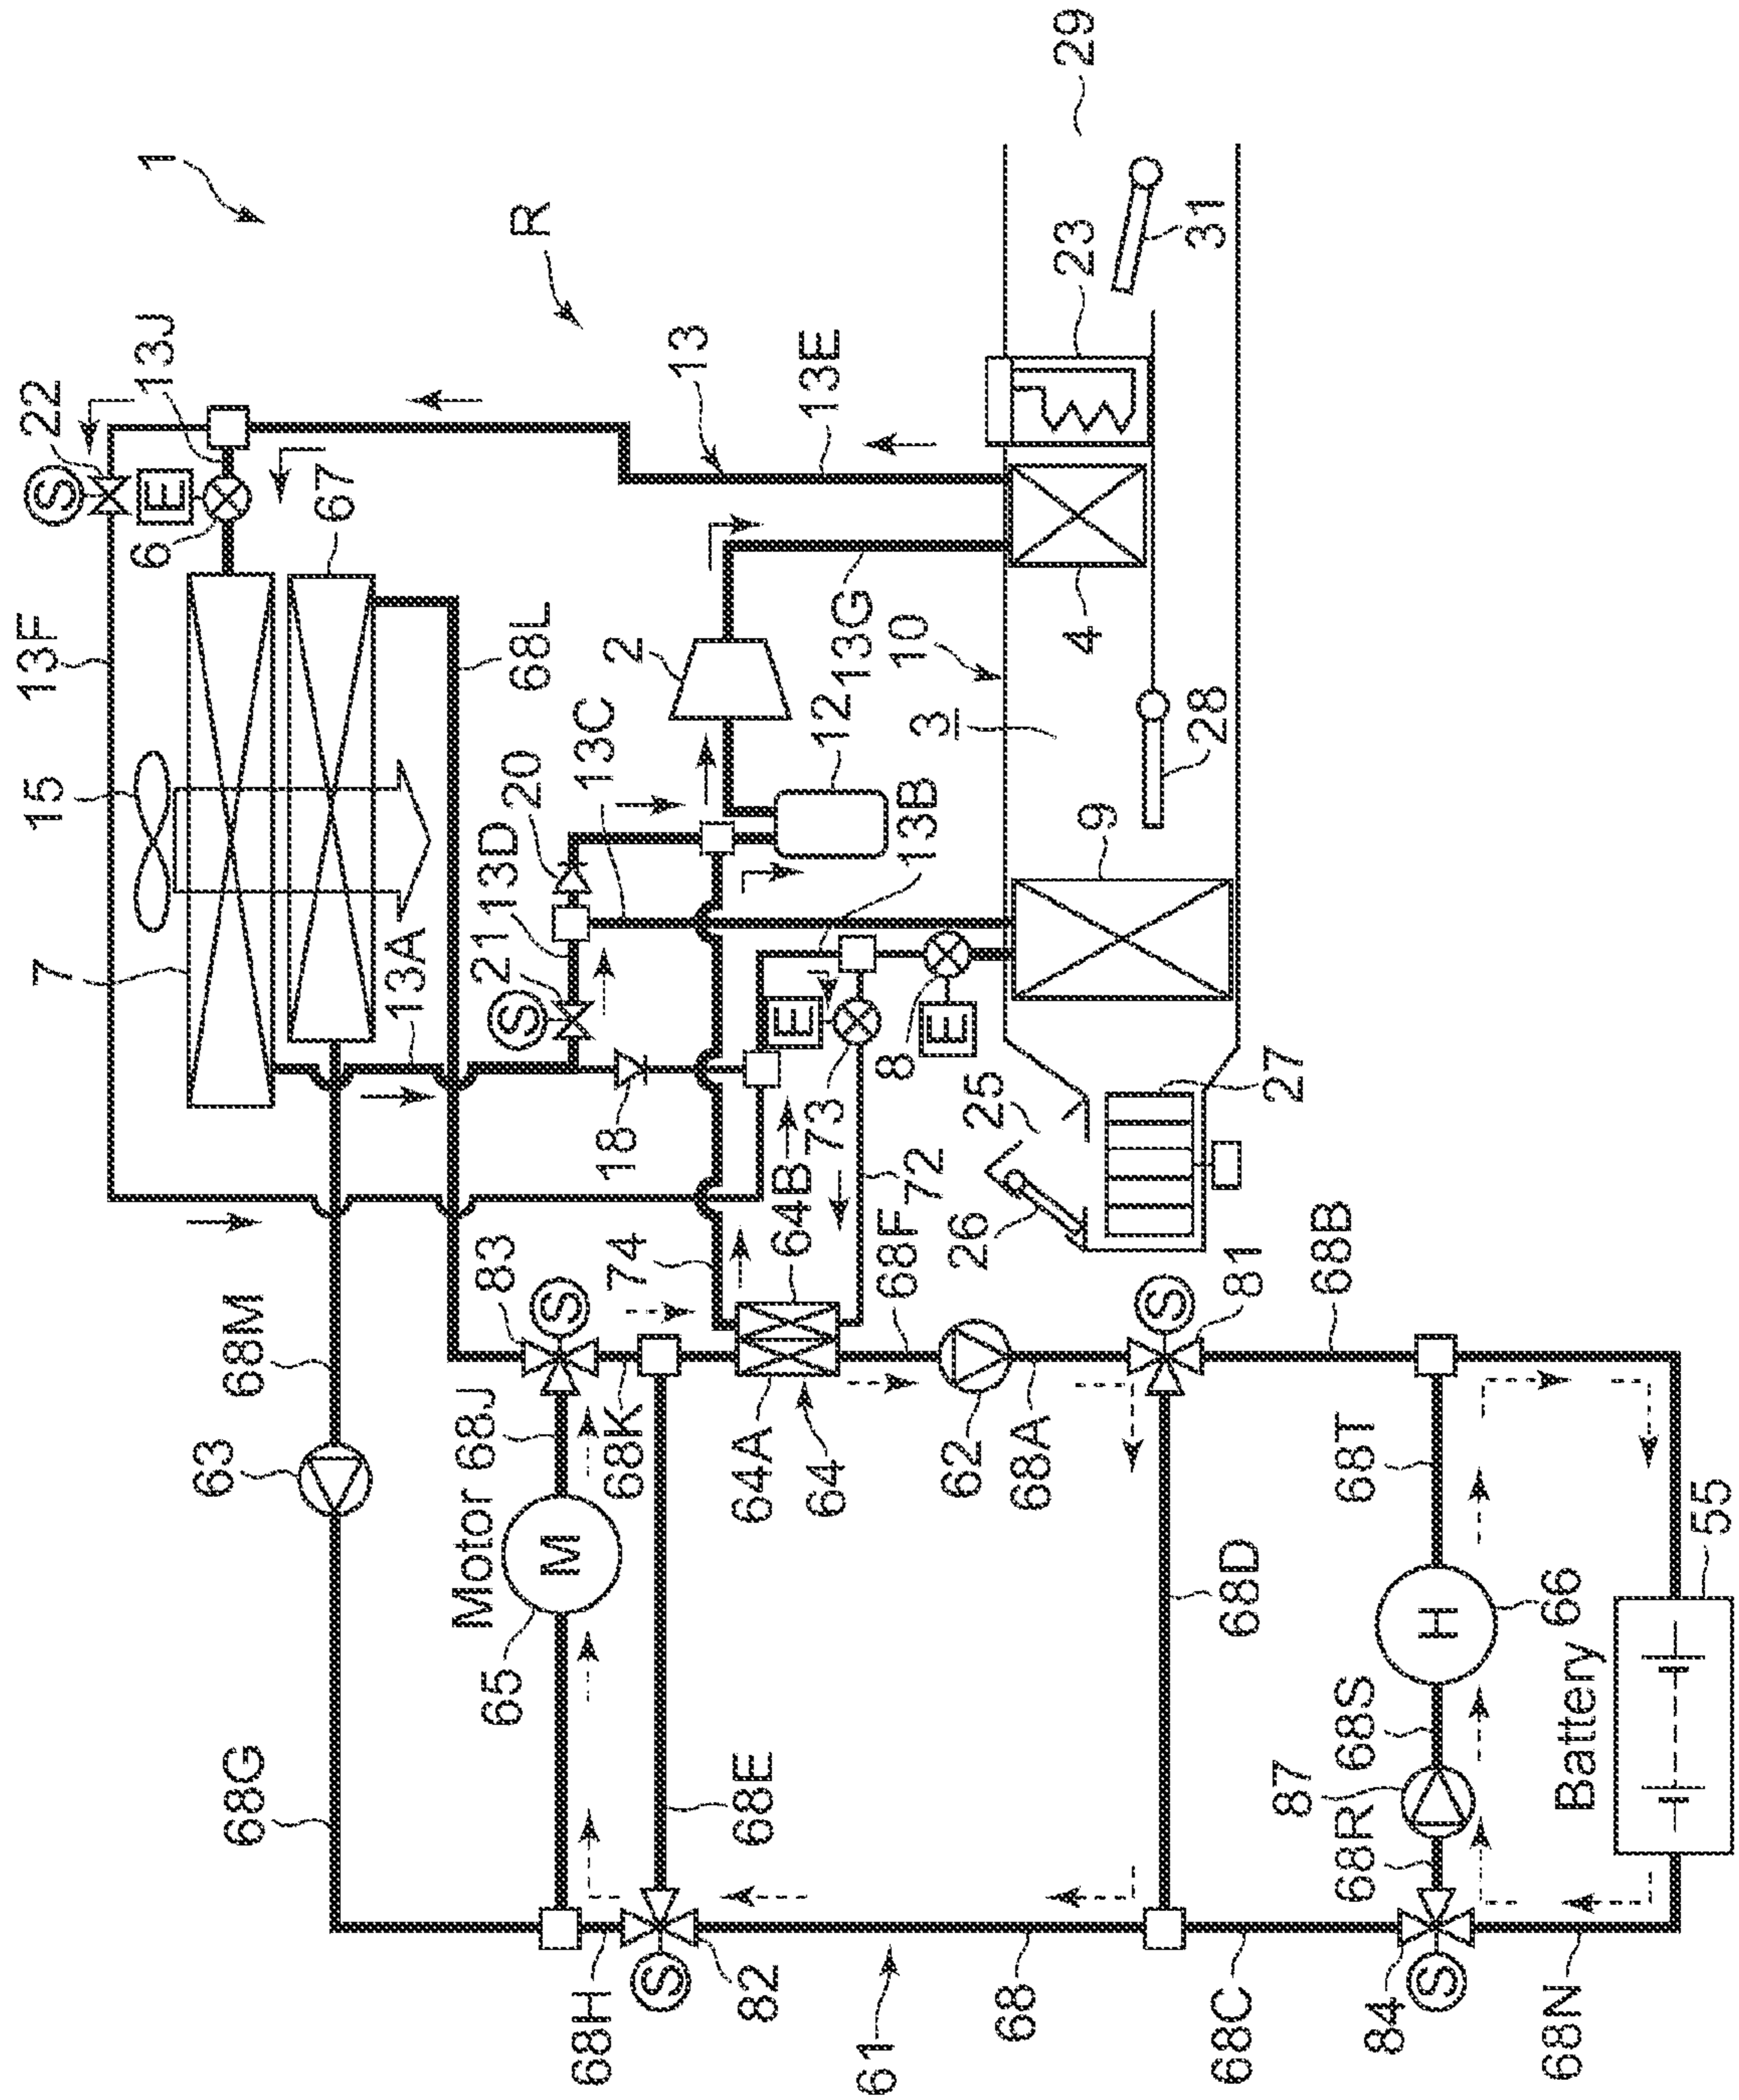 7 15 13F S 22
6 E 13J 1
68G 63 68M 67
13A
Motor 68J
65 83 S 21 13D 20 68L R
M S
68H 18 13C
68K 74 2
S 13
82 68E 64A 64B E
64 73 12 13E
13G
61 68F 72 8 13B 10
3
62 26 E
25
68 68A 4 23 29
9
S
68C 68D 81 28 31
87 27
68R 68S 68T 68B
84
S H
68N Battery 66
55